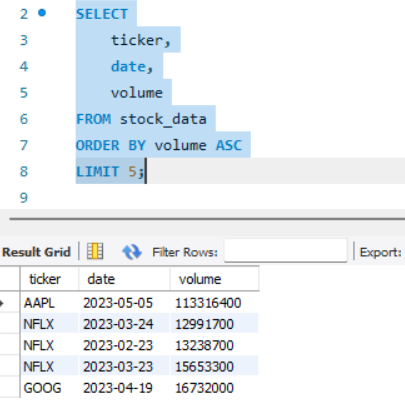 2 SELECT
3 ticker,
4 date,
5 volume
6 FROM stock_data
7 ORDER BY volume ASC
8 LIMIT 5;
9
Result Grid Filter Rows: Export:
ticker date volume
AAPL 2023-05-05 113316400
NFLX 2023-03-24 12991700
NFLX 2023-02-23 13238700
NFLX 2023-03-23 15653300
GOOG 2023-04-19 16732000